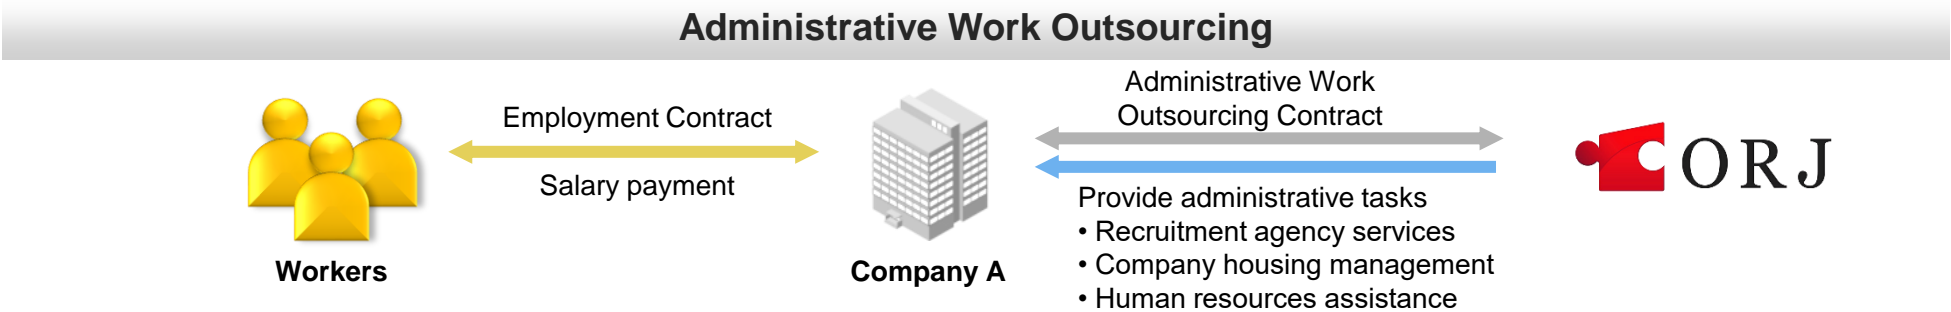 Administrative Work Outsourcing
Employment Contract
Salary payment
Workers
Company A
Administrative Work
Outsourcing Contract
Provide administrative tasks
• Recruitment agency services
• Company housing management
• Human resources assistance
ORJ